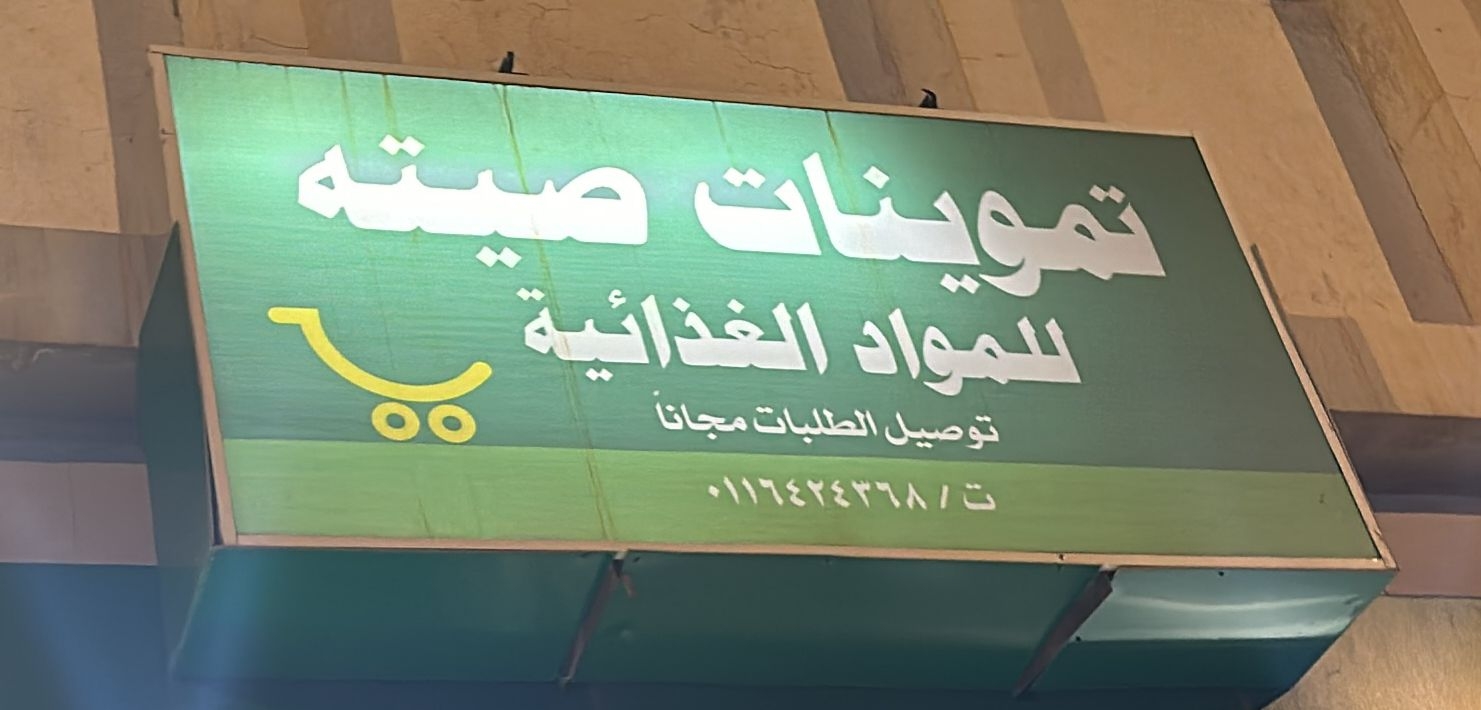 تموينات صيته
للمواد الغذائية
توصيل الطلبات مجاناً
ت / ٠١١٦٤٢٤٣٦٨